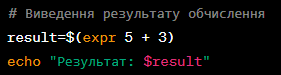 # Виведення результату обчислення
result=$(expr 5 + 3)
echo "Результат: $result"